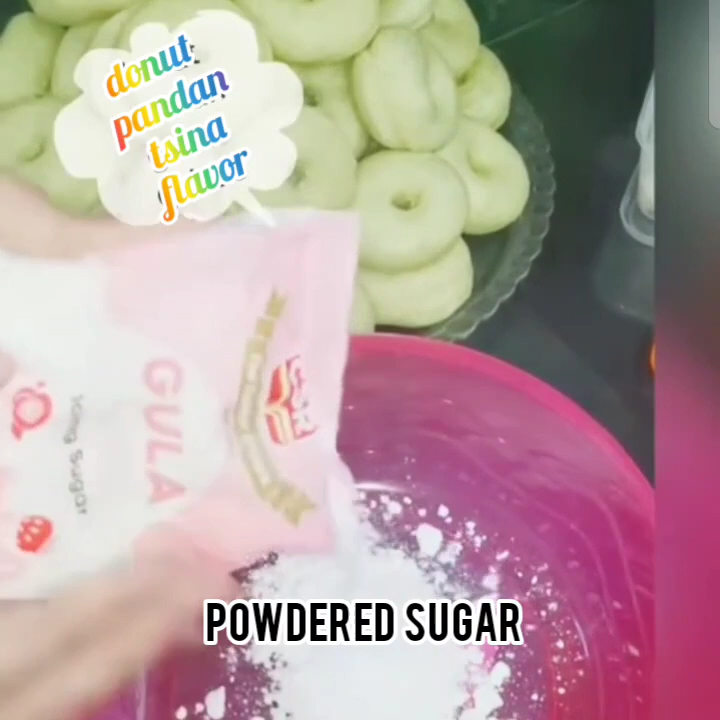 donut
pandan
tsina
flavor
GULA
Icing Sugar
POWDERED SUGAR